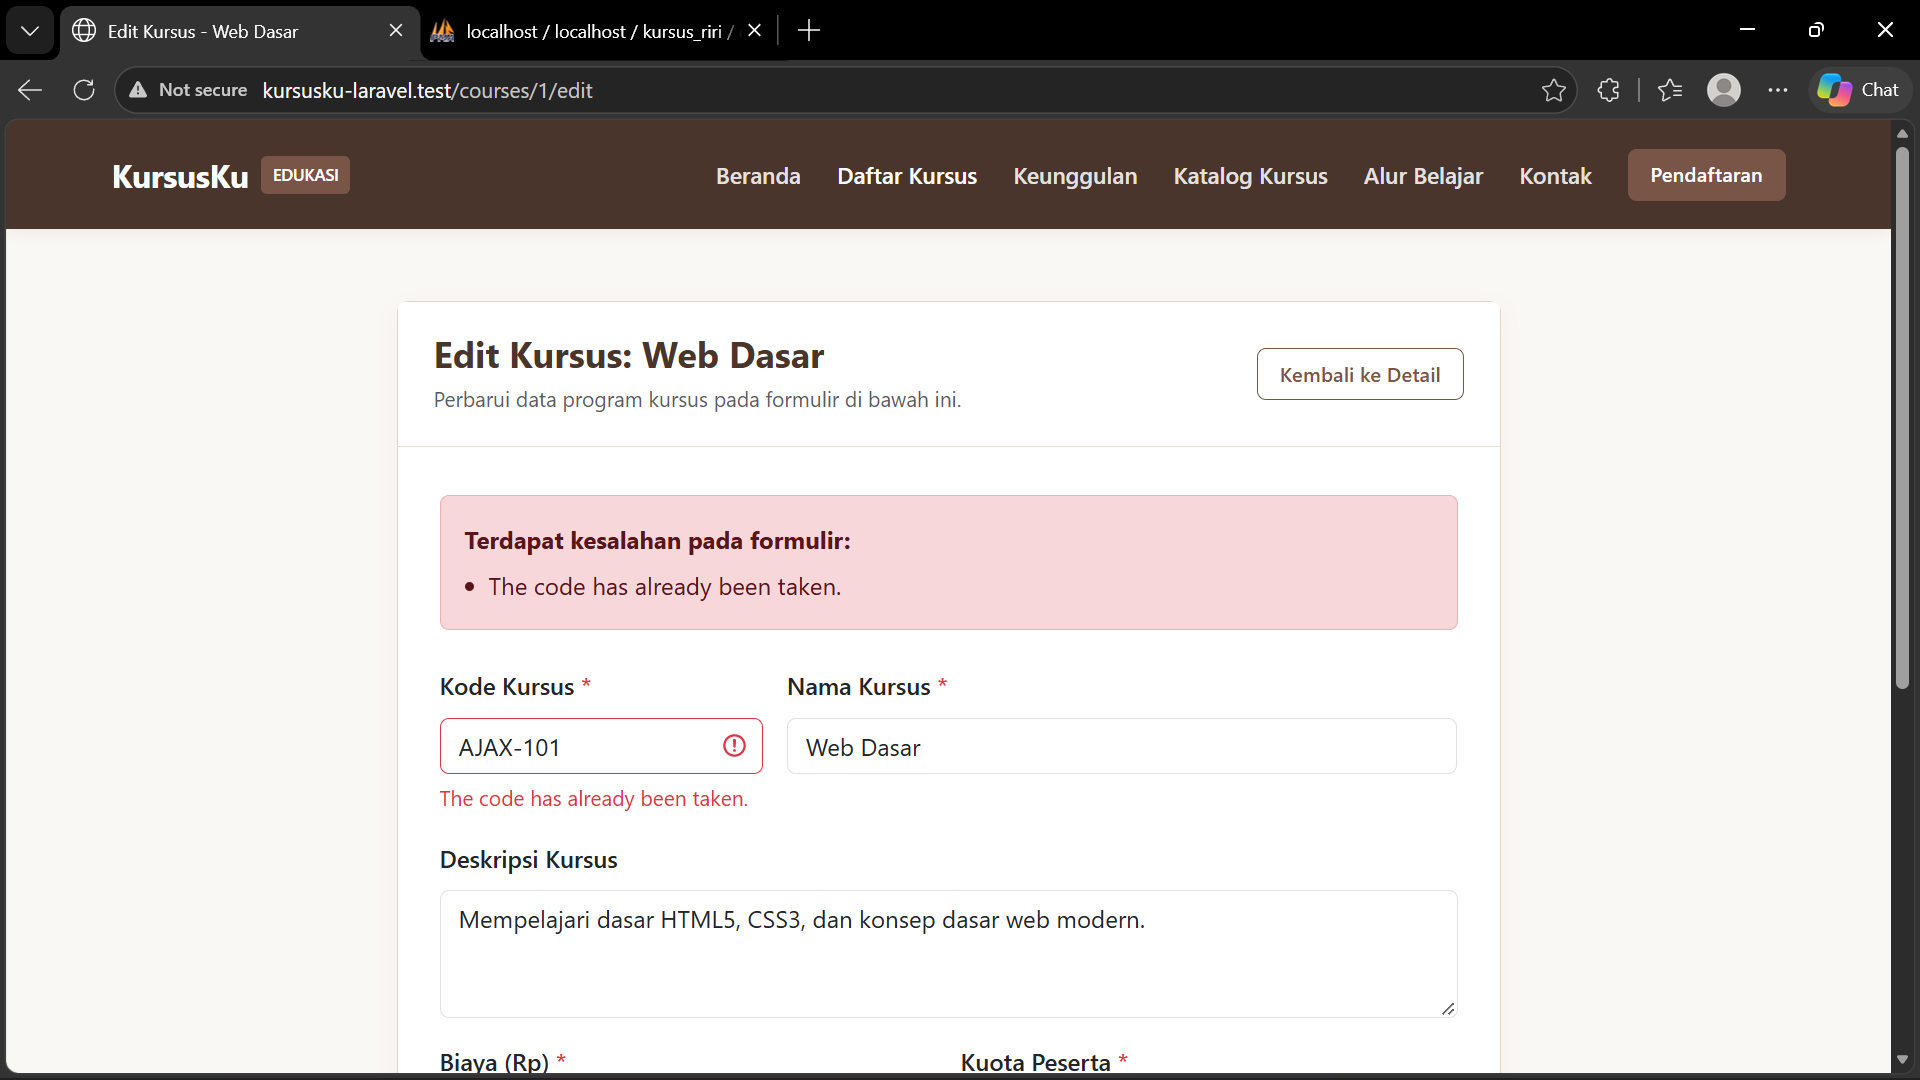 Edit Kursus - Web Dasar
localhost / localhost / kursus_riri /
Not secure kursusku-laravel.test/courses/1/edit
Chat
KursusKu EDUKASI
Beranda Daftar Kursus Keunggulan Katalog Kursus Alur Belajar Kontak Pendaftaran
Edit Kursus: Web Dasar
Perbarui data program kursus pada formulir di bawah ini.
Kembali ke Detail
Terdapat kesalahan pada formulir:
• The code has already been taken.
Kode Kursus * Nama Kursus *
AJAX-101 Web Dasar
The code has already been taken.
Deskripsi Kursus
Mempelajari dasar HTML5, CSS3, dan konsep dasar web modern.
Biaya (Rp) * Kuota Peserta *